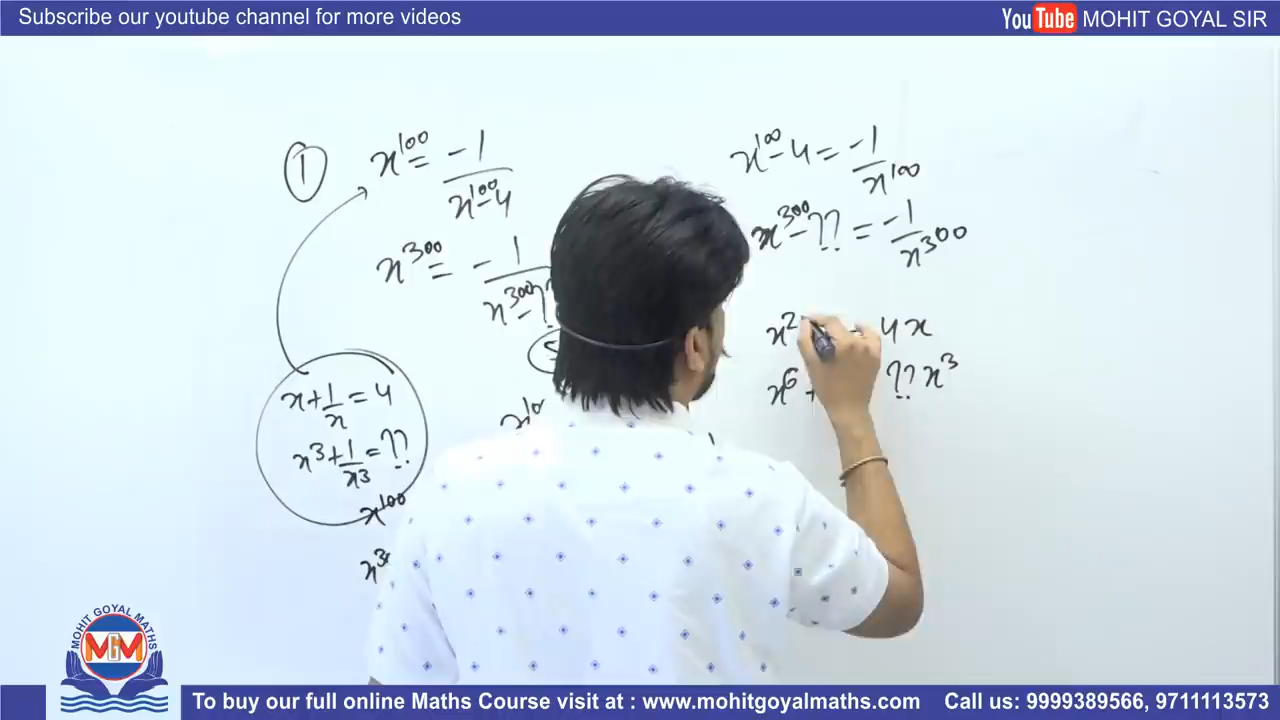 Subscribe our youtube channel for more videos
YouTube MOHIT GOYAL SIR
① x¹⁰⁰ = -1/(x¹⁰⁰-4)
x³⁰⁰ = -1/(x³⁰⁰-?
x+1/x = 4
x³+1/x³ = ??
x¹⁰⁰
x¹⁰⁰-4 = -1/x¹⁰⁰
x³⁰⁰-?? = -1/x³⁰⁰
x² 4x
x⁶+ ??x³
MOHIT GOYAL MATHS
MGM
To buy our full online Maths Course visit at : www.mohitgoyalmaths.com Call us: 9999389566, 9711113573